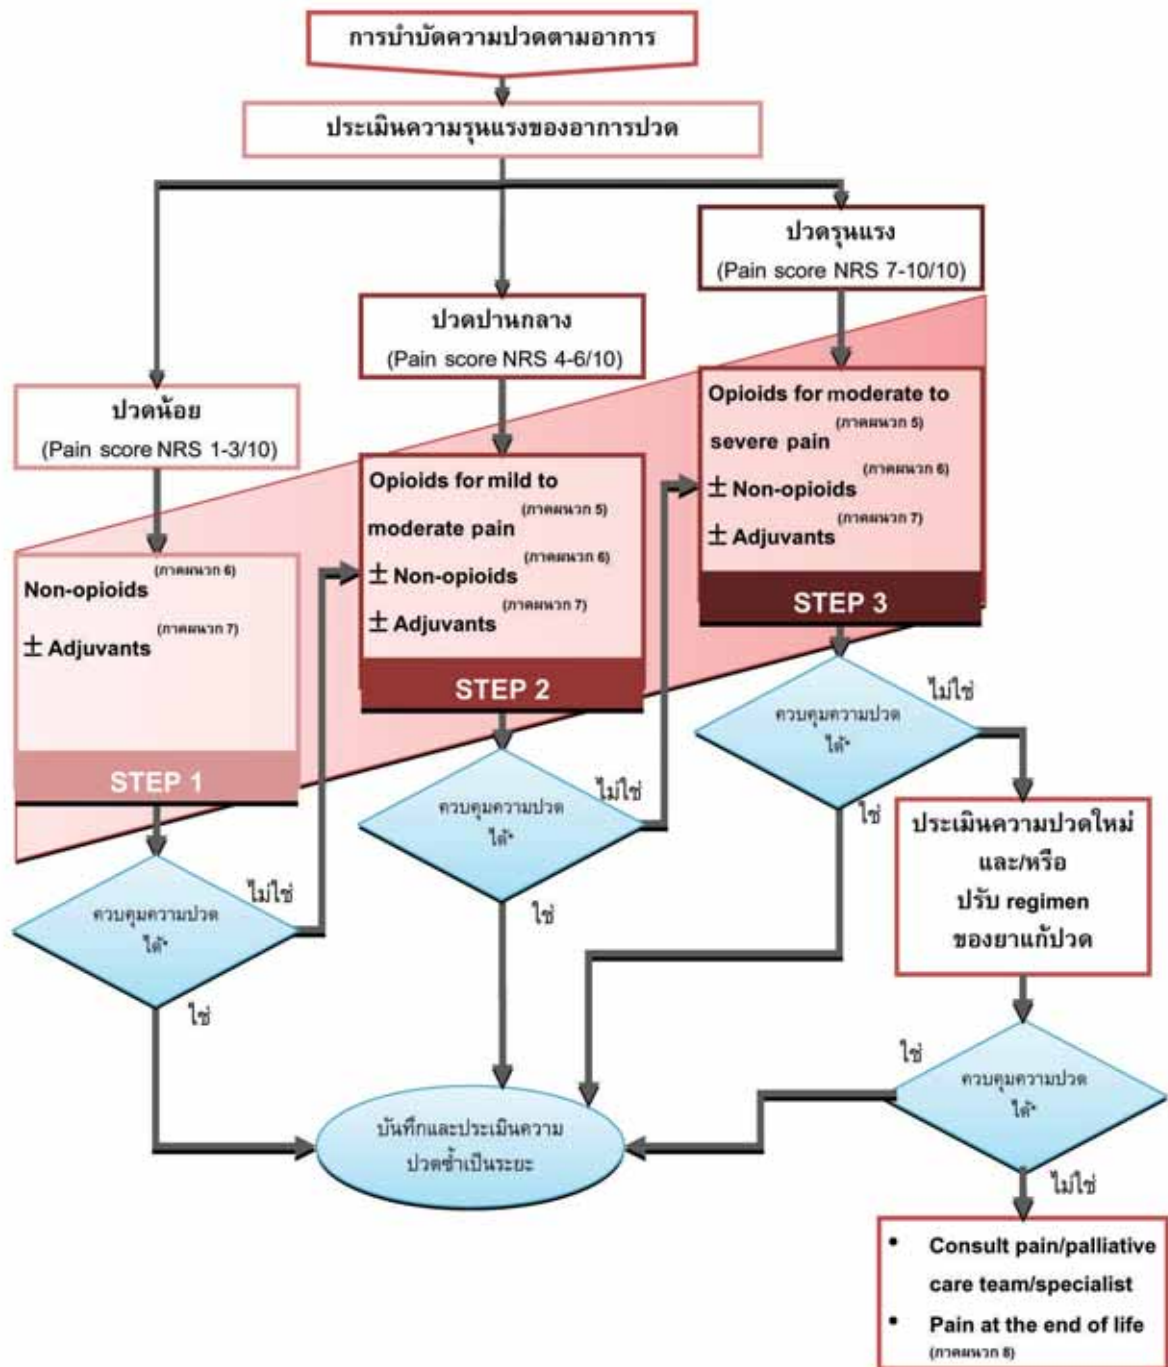 การบำบัดความปวดตามอาการ
ประเมินความรุนแรงของอาการปวด
ปวดรุนแรง
(Pain score NRS 7-10/10)
ปวดปานกลาง
(Pain score NRS 4-6/10)
ปวดน้อย
(Pain score NRS 1-3/10)
Opioids for moderate to
severe pain (ภาคผนวก 5)
± Non-opioids (ภาคผนวก 6)
± Adjuvants (ภาคผนวก 7)
STEP 3
Opioids for mild to
moderate pain (ภาคผนวก 5)
± Non-opioids (ภาคผนวก 6)
± Adjuvants (ภาคผนวก 7)
STEP 2
Non-opioids (ภาคผนวก 6)
± Adjuvants (ภาคผนวก 7)
STEP 1
ควบคุมความปวด
ได้*
ไม่ใช่
ใช่
ควบคุมความปวด
ได้*
ไม่ใช่
ใช่
ควบคุมความปวด
ได้*
ไม่ใช่
ใช่
ประเมินความปวดใหม่
และ/หรือ
ปรับ regimen
ของยาแก้ปวด
ควบคุมความปวด
ได้*
ใช่
ไม่ใช่
บันทึกและประเมินความ
ปวดซ้ำเป็นระยะ
• Consult pain/palliative
care team/specialist
• Pain at the end of life
(ภาคผนวก 8)